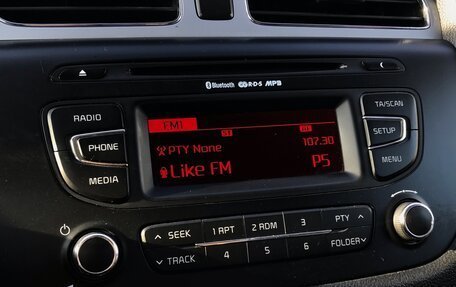 Bluetooth R·D·S MP3
RADIO
PHONE
MEDIA
FM1
ST
PTY None 107.30
Like FM P5
TA/SCAN
SETUP
MENU
SEEK 1 RPT 2 RDM 3 PTY
TRACK 4 5 6 FOLDER